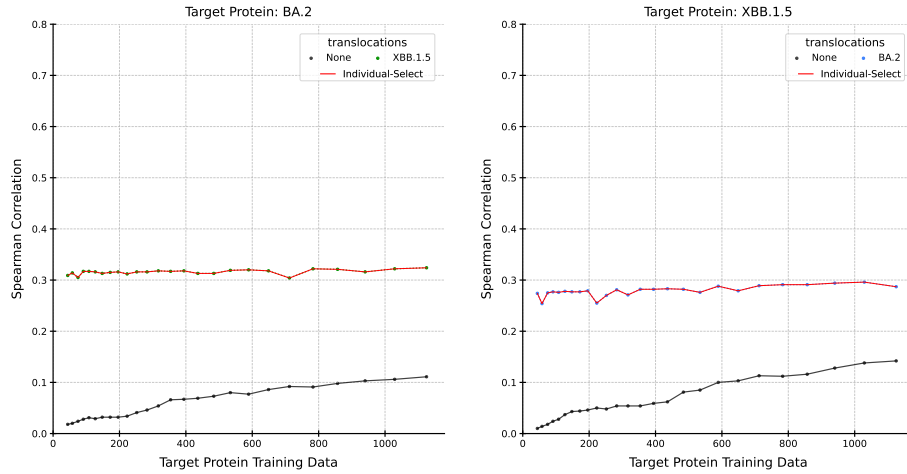 Target Protein: BA.2
translocations
None
XBB.1.5
Individual-Select
Spearman Correlation
0.8
0.7
0.6
0.5
0.4
0.3
0.2
0.1
0.0
0
200
400
600
800
1000
Target Protein Training Data
Target Protein: XBB.1.5
translocations
None
BA.2
Individual-Select
Spearman Correlation
0.8
0.7
0.6
0.5
0.4
0.3
0.2
0.1
0.0
0
200
400
600
800
1000
Target Protein Training Data